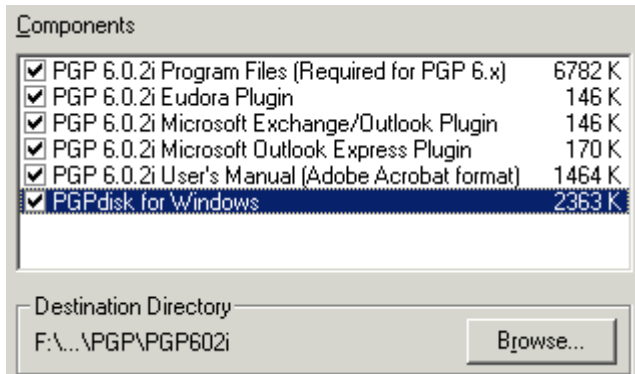 Components
PGP 6.0.2i Program Files (Required for PGP 6.x) 6782 K
PGP 6.0.2i Eudora Plugin 146 K
PGP 6.0.2i Microsoft Exchange/Outlook Plugin 146 K
PGP 6.0.2i Microsoft Outlook Express Plugin 170 K
PGP 6.0.2i User's Manual (Adobe Acrobat format) 1464 K
PGPdisk for Windows 2363 K
Destination Directory
F:\...\PGP\PGP602i Browse...